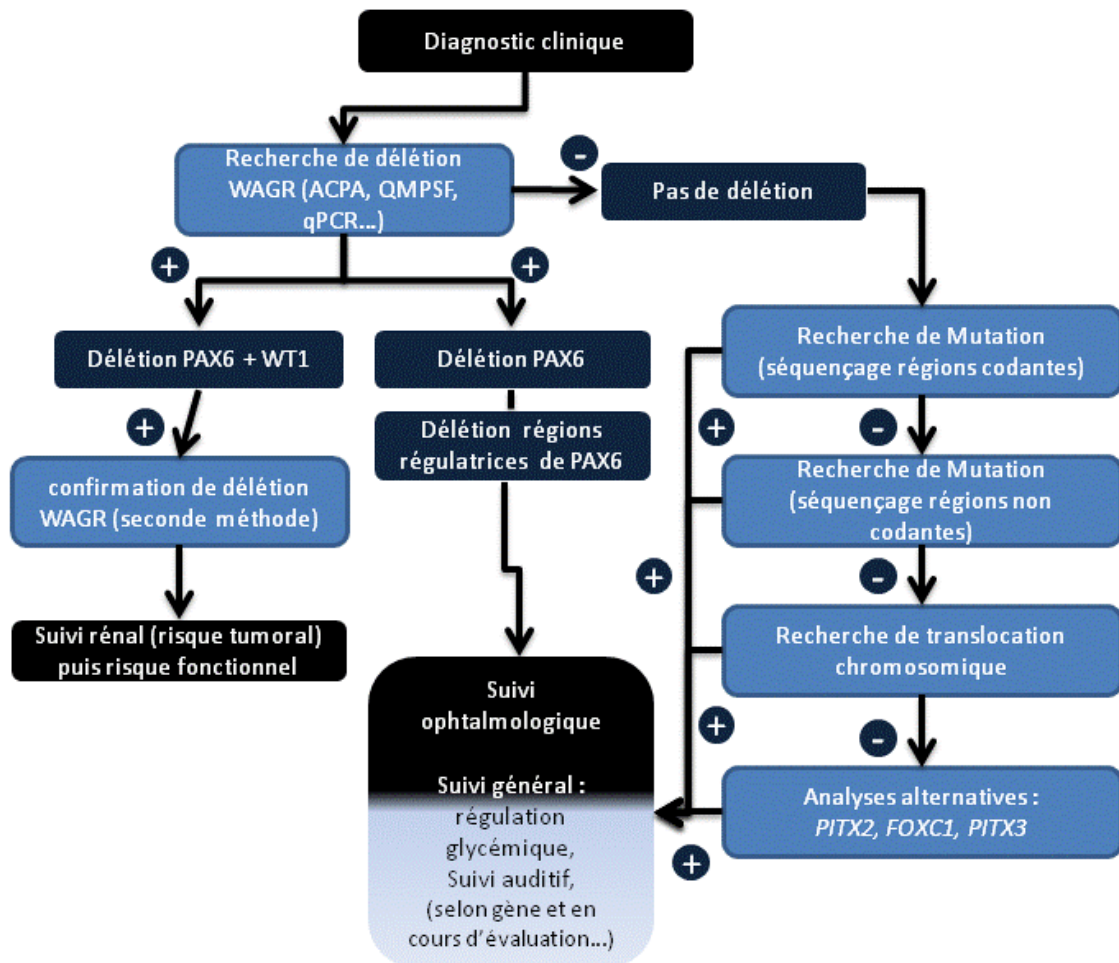 Diagnostic clinique
Recherche de délétion
WAGR (ACPA, QMPSF,
qPCR...)
-
Pas de délétion
+
+
Délétion PAX6 + WT1
Délétion PAX6
Recherche de Mutation
(séquençage régions codantes)
+
Délétion régions
régulatrices de PAX6
+
-
confirmation de délétion
WAGR (seconde méthode)
Recherche de Mutation
(séquençage régions non
codantes)
+
-
Suivi rénal (risque tumoral)
puis risque fonctionnel
Recherche de translocation
chromosomique
+
-
Suivi
ophtalmologique
Suivi général :
régulation
glycémique,
Suivi auditif,
(selon gène et en
cours d'évaluation...)
Analyses alternatives :
PITX2, FOXC1, PITX3
+